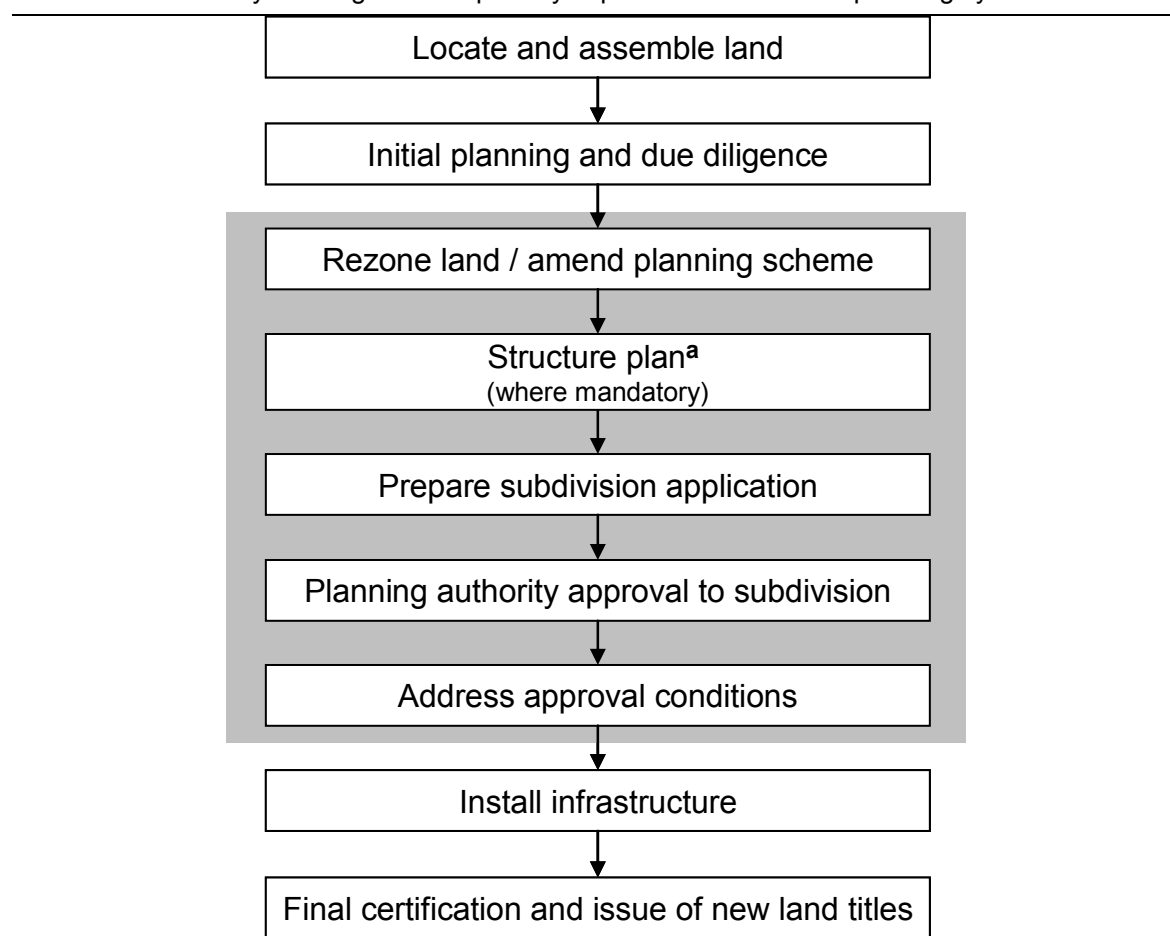 Locate and assemble land
Initial planning and due diligence
Rezone land / amend planning scheme
Structure planᵃ
(where mandatory)
Prepare subdivision application
Planning authority approval to subdivision
Address approval conditions
Install infrastructure
Final certification and issue of new land titles